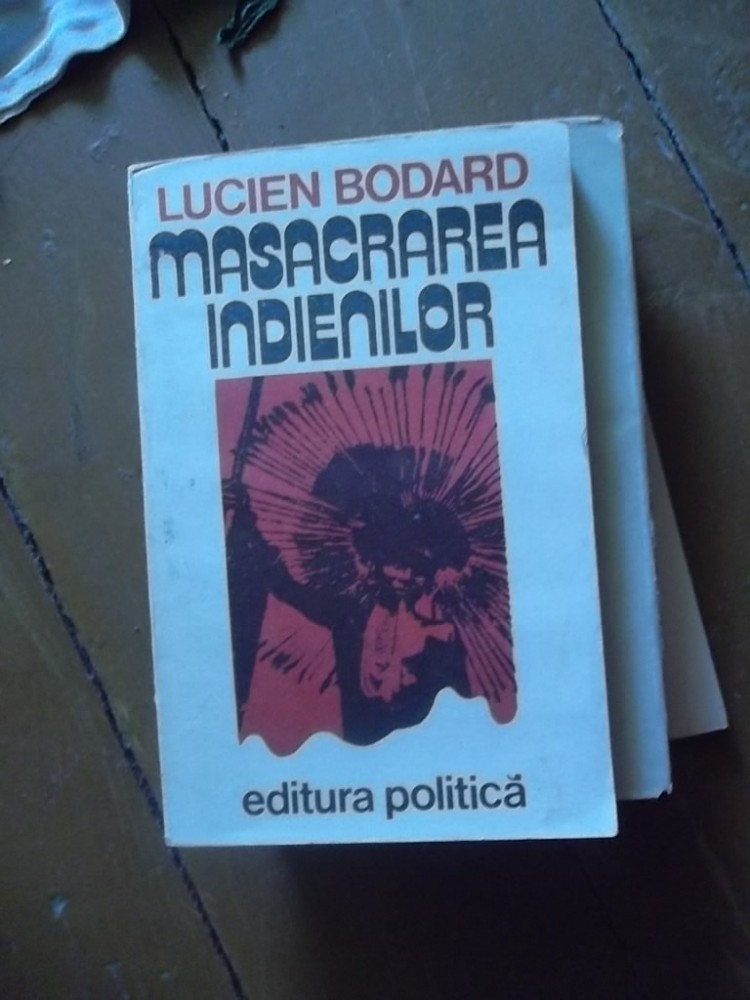 LUCIEN BODARD
MASACRAREA
INDIENILOR
editura politică